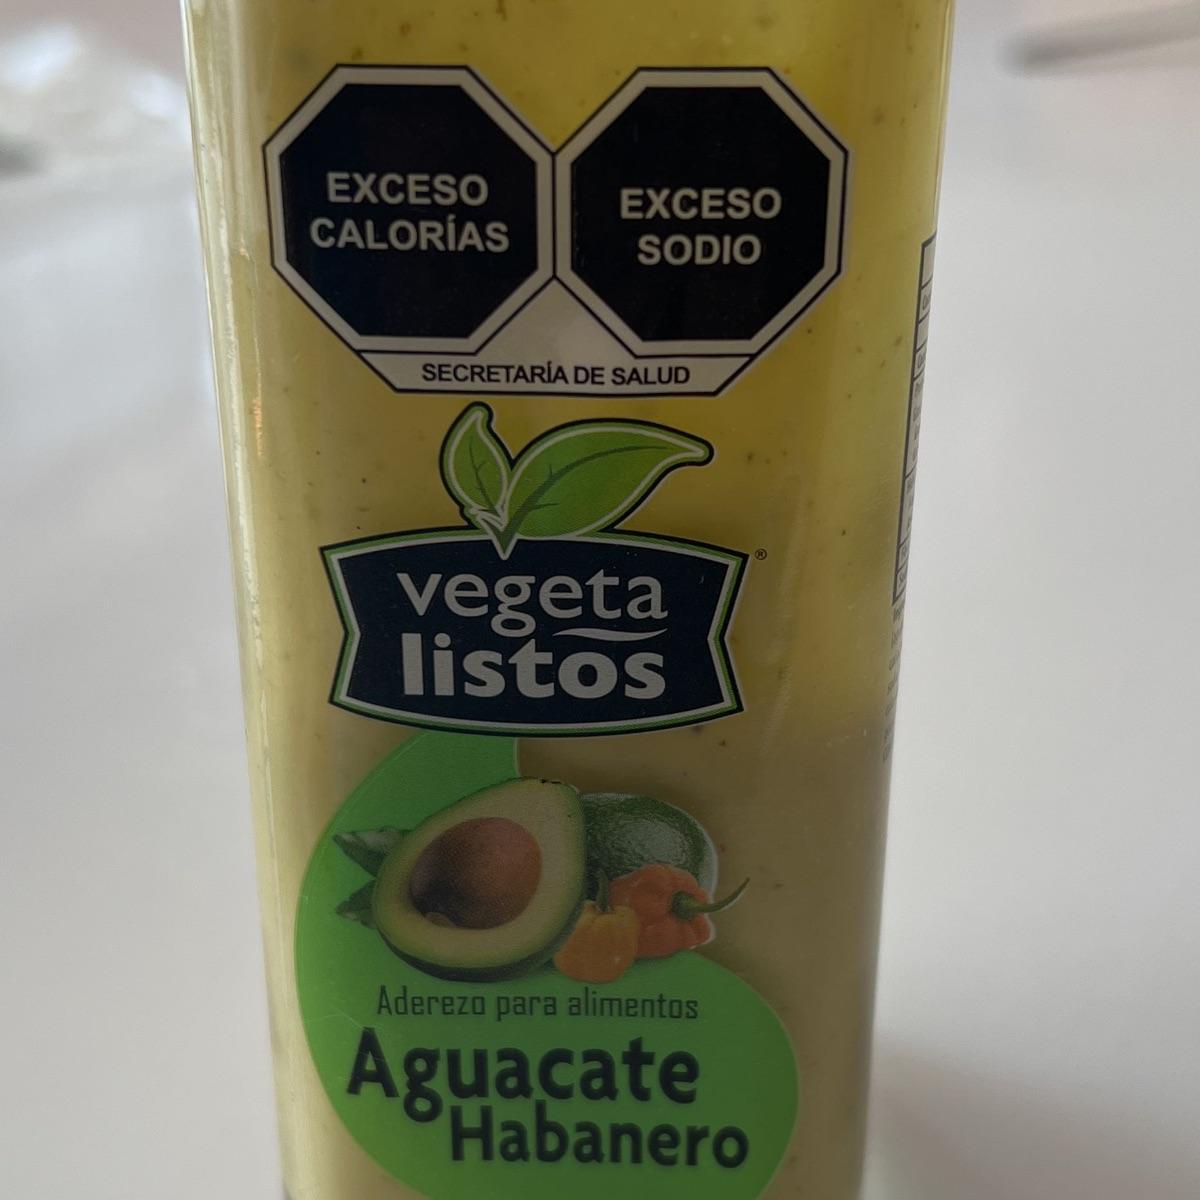 EXCESO
CALORÍAS
EXCESO
SODIO
SECRETARÍA DE SALUD
vegeta
listos
®
Aderezo para alimentos
Aguacate
Habanero